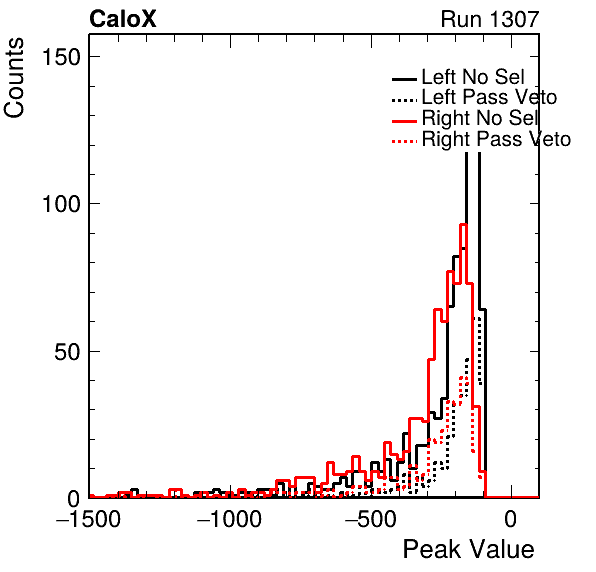 CaloX
Run 1307
Counts
150
100
50
0
Left No Sel
Left Pass Veto
Right No Sel
Right Pass Veto
−1500
−1000
−500
0
Peak Value